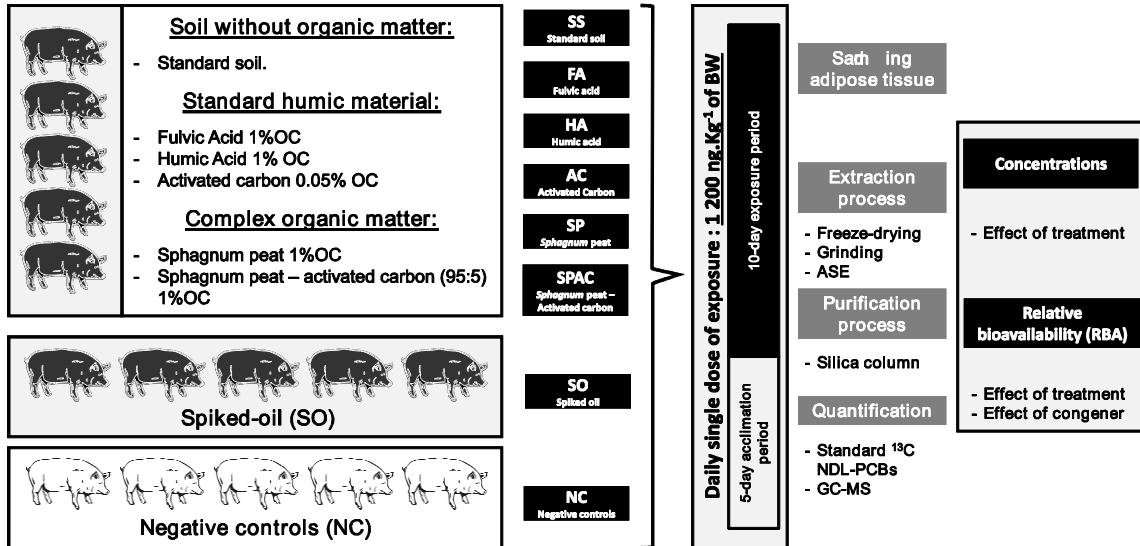 Soil without organic matter:
- Standard soil.
Standard humic material:
- Fulvic Acid 1%OC
- Humic Acid 1% OC
- Activated carbon 0.05% OC
Complex organic matter:
- Sphagnum peat 1%OC
- Sphagnum peat – activated carbon (95:5)
1%OC
Spiked-oil (SO)
Negative controls (NC)
SS
Standard soil
FA
Fulvic acid
HA
Humic acid
AC
Activated Carbon
SP
Sphagnum peat
SPAC
Sphagnum peat –
Activated carbon
SO
Spiked oil
NC
Negative controls
Daily single dose of exposure : 1 200 ng.Kg⁻¹ of BW
10-day exposure period
5-day acclimation
period
adipose tissue
Extraction
process
- Freeze-drying
- Grinding
- ASE
Purification
process
- Silica column
Quantification
- Standard ¹³C
NDL-PCBs
- GC-MS
Concentrations
- Effect of treatment
Relative
bioavailability (RBA)
- Effect of treatment
- Effect of congener